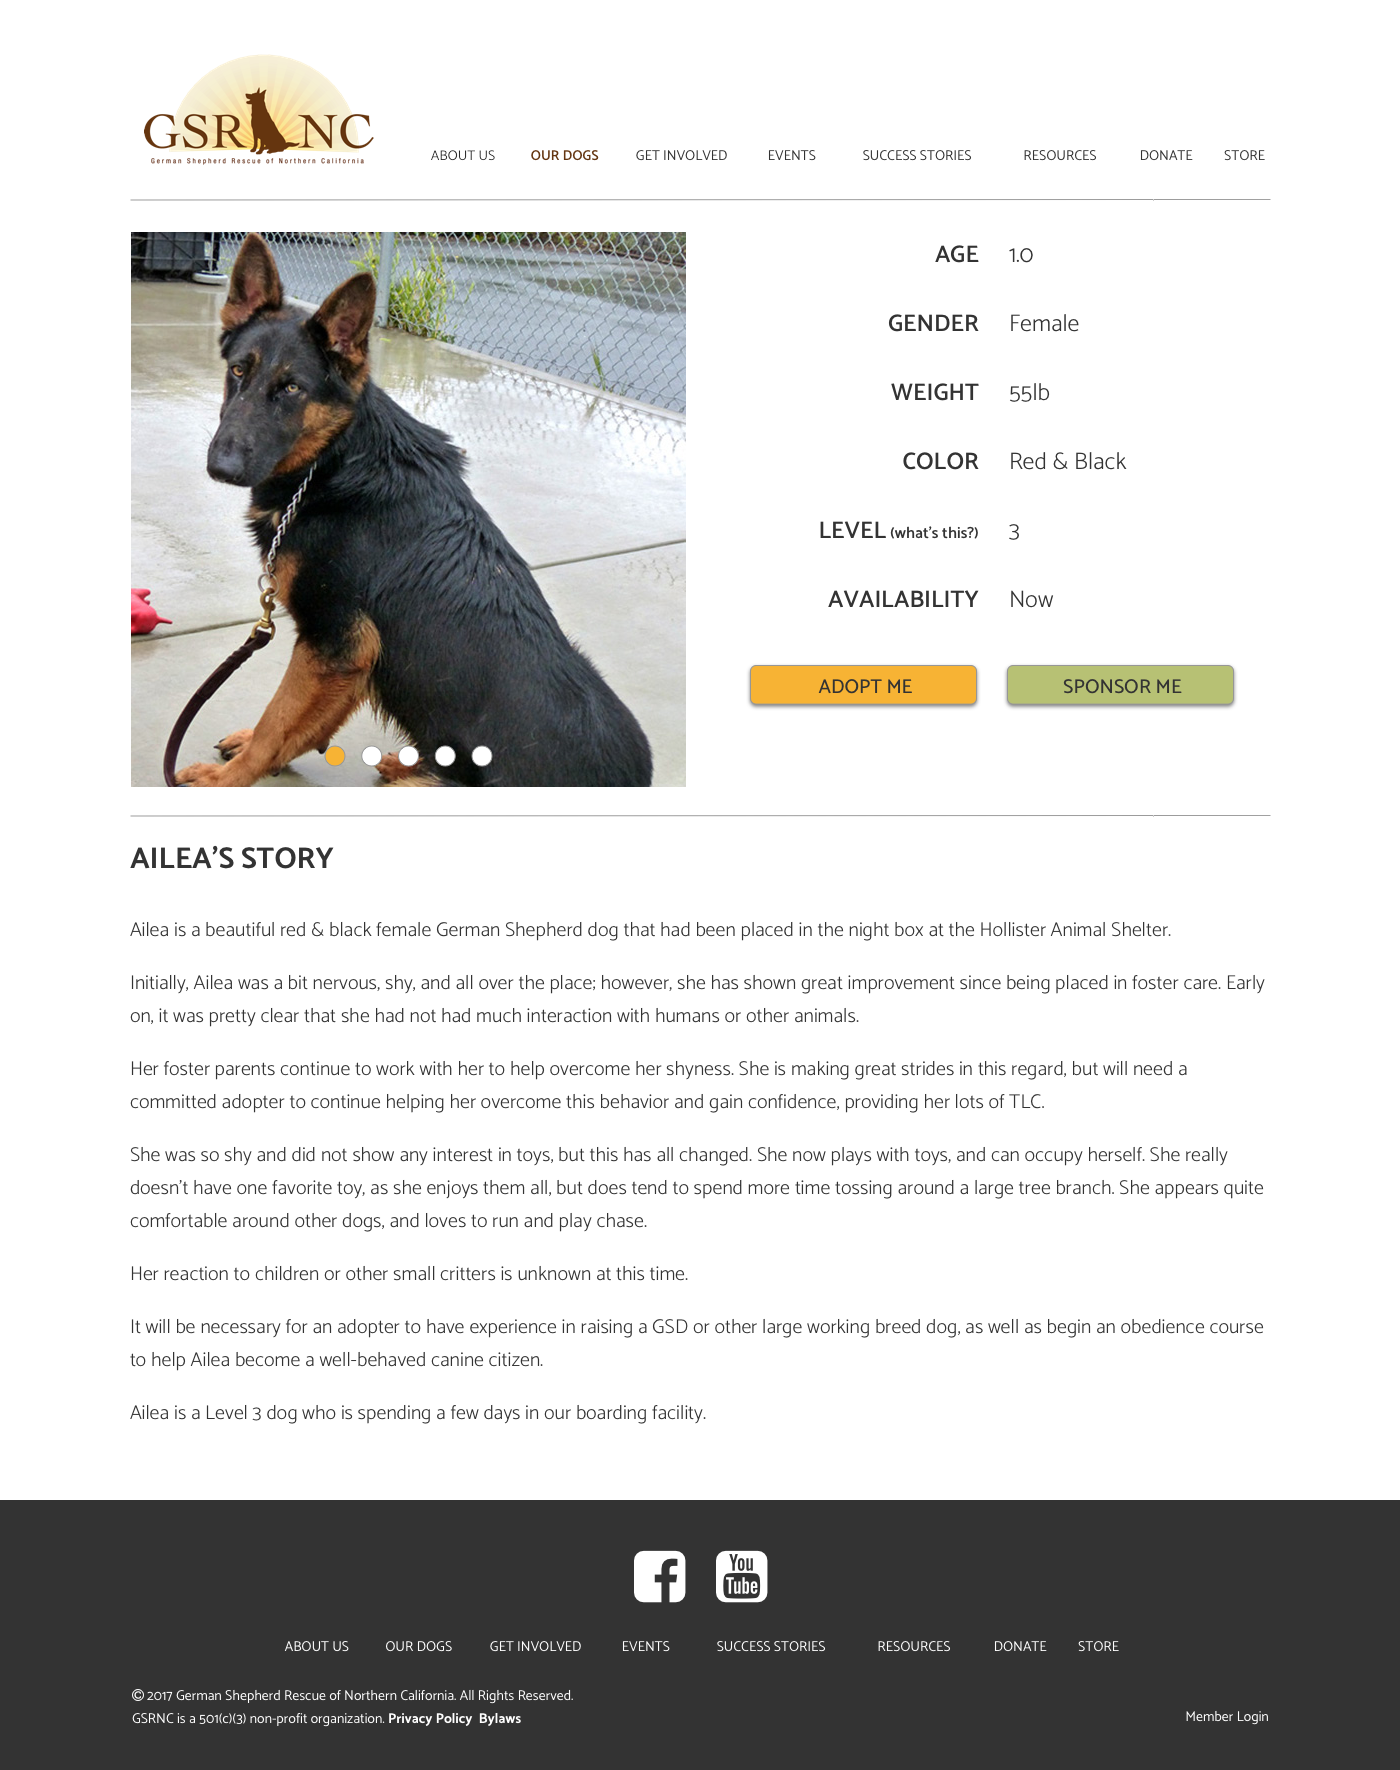 GSRNC
German Shepherd Rescue of Northern California
ABOUT US OUR DOGS GET INVOLVED EVENTS SUCCESS STORIES RESOURCES DONATE STORE
AGE 1.0
GENDER Female
WEIGHT 55lb
COLOR Red & Black
LEVEL (what's this?) 3
AVAILABILITY Now
ADOPT ME SPONSOR ME
AILEA'S STORY
Ailea is a beautiful red & black female German Shepherd dog that had been placed in the night box at the Hollister Animal Shelter.
Initially, Ailea was a bit nervous, shy, and all over the place; however, she has shown great improvement since being placed in foster care. Early
on, it was pretty clear that she had not had much interaction with humans or other animals.
Her foster parents continue to work with her to help overcome her shyness. She is making great strides in this regard, but will need a
committed adopter to continue helping her overcome this behavior and gain confidence, providing her lots of TLC.
She was so shy and did not show any interest in toys, but this has all changed. She now plays with toys, and can occupy herself. She really
doesn't have one favorite toy, as she enjoys them all, but does tend to spend more time tossing around a large tree branch. She appears quite
comfortable around other dogs, and loves to run and play chase.
Her reaction to children or other small critters is unknown at this time.
It will be necessary for an adopter to have experience in raising a GSD or other large working breed dog, as well as begin an obedience course
to help Ailea become a well-behaved canine citizen.
Ailea is a Level 3 dog who is spending a few days in our boarding facility.
You
Tube
ABOUT US OUR DOGS GET INVOLVED EVENTS SUCCESS STORIES RESOURCES DONATE STORE
© 2017 German Shepherd Rescue of Northern California. All Rights Reserved.
GSRNC is a 501(c)(3) non-profit organization. Privacy Policy Bylaws
Member Login